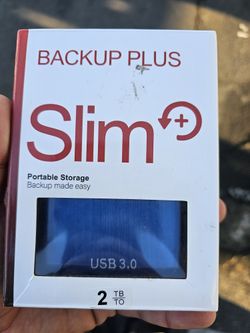 BACKUP PLUS
Slim+
Portable Storage
Backup made easy
USB 3.0
2 TB
TO